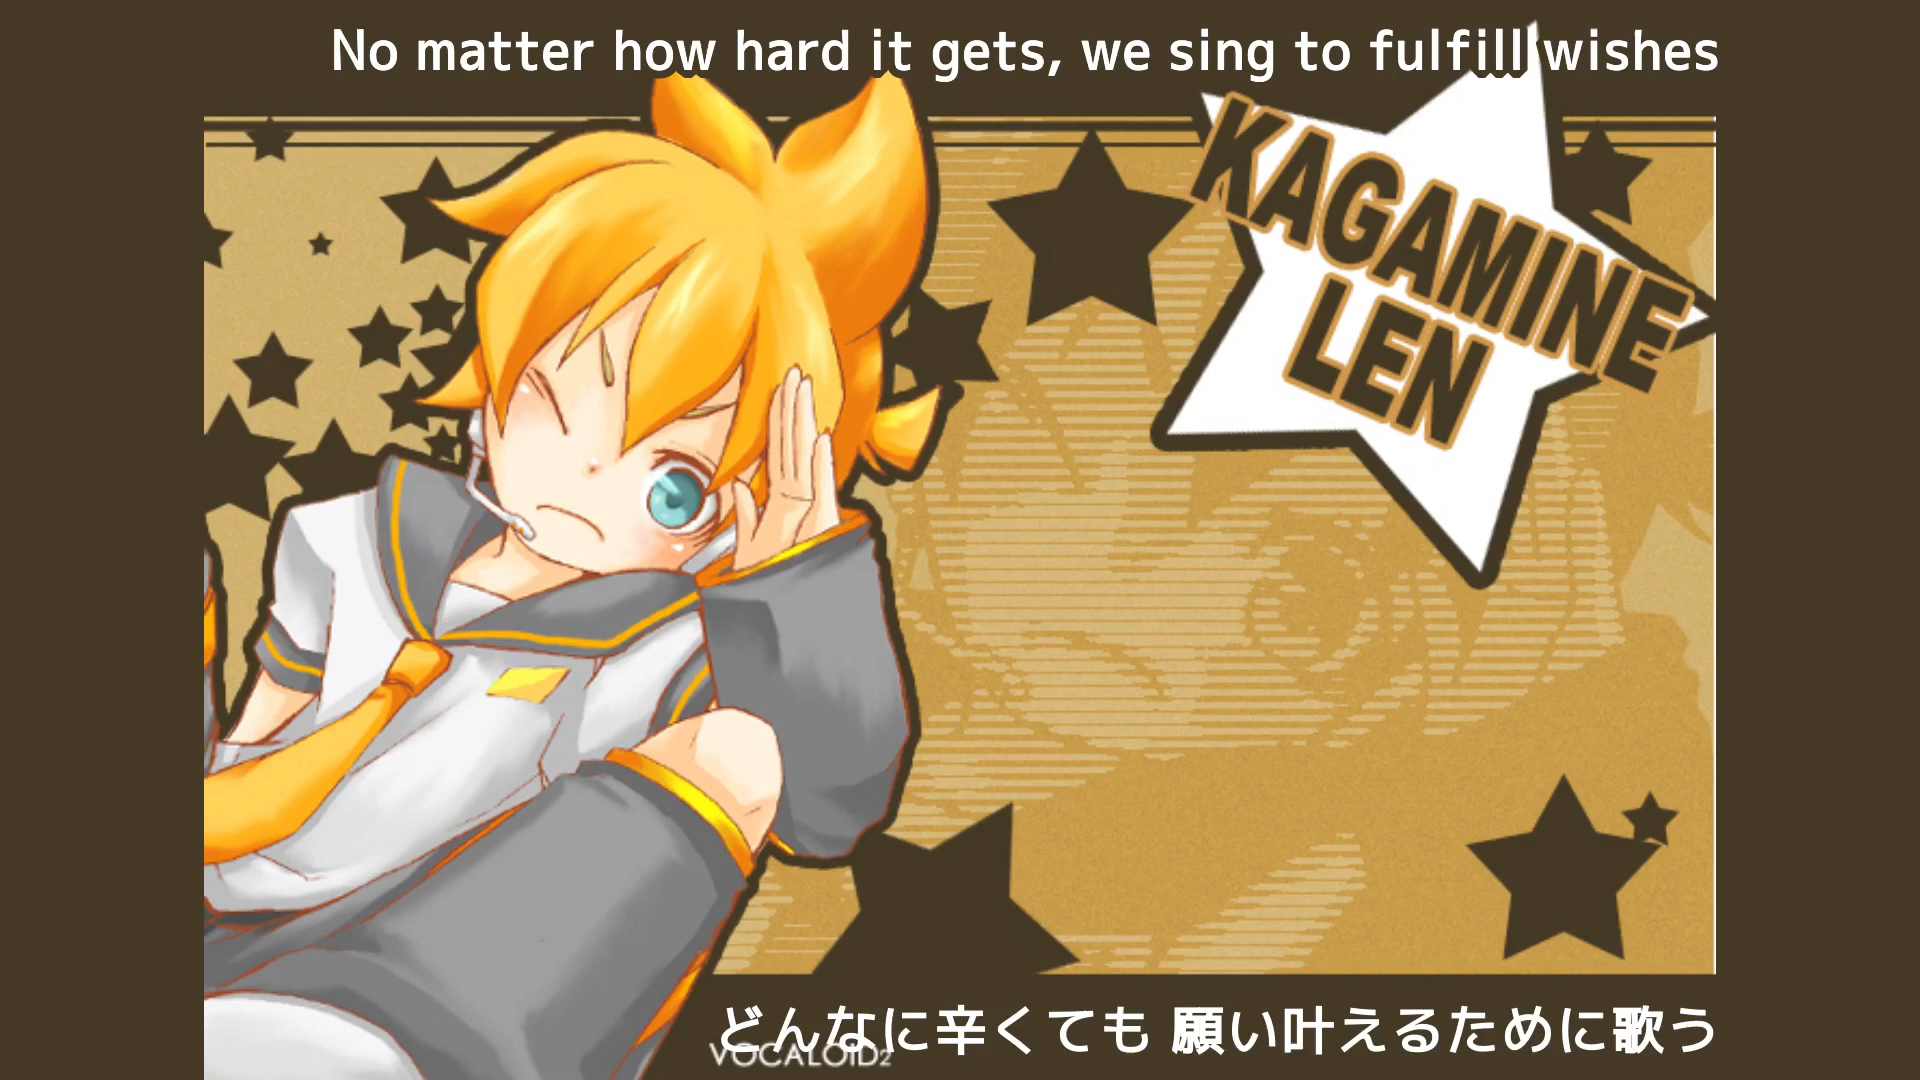 No matter how hard it gets, we sing to fulfill wishes
KAGAMINE
LEN
どんなに辛くても 願い叶えるために歌う
VOCALOID2